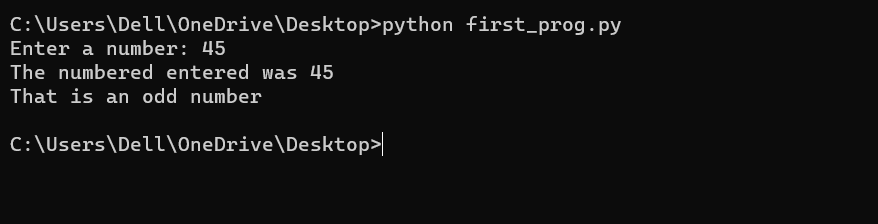 C:\Users\Dell\OneDrive\Desktop>python first_prog.py
Enter a number: 45
The numbered entered was 45
That is an odd number
C:\Users\Dell\OneDrive\Desktop>